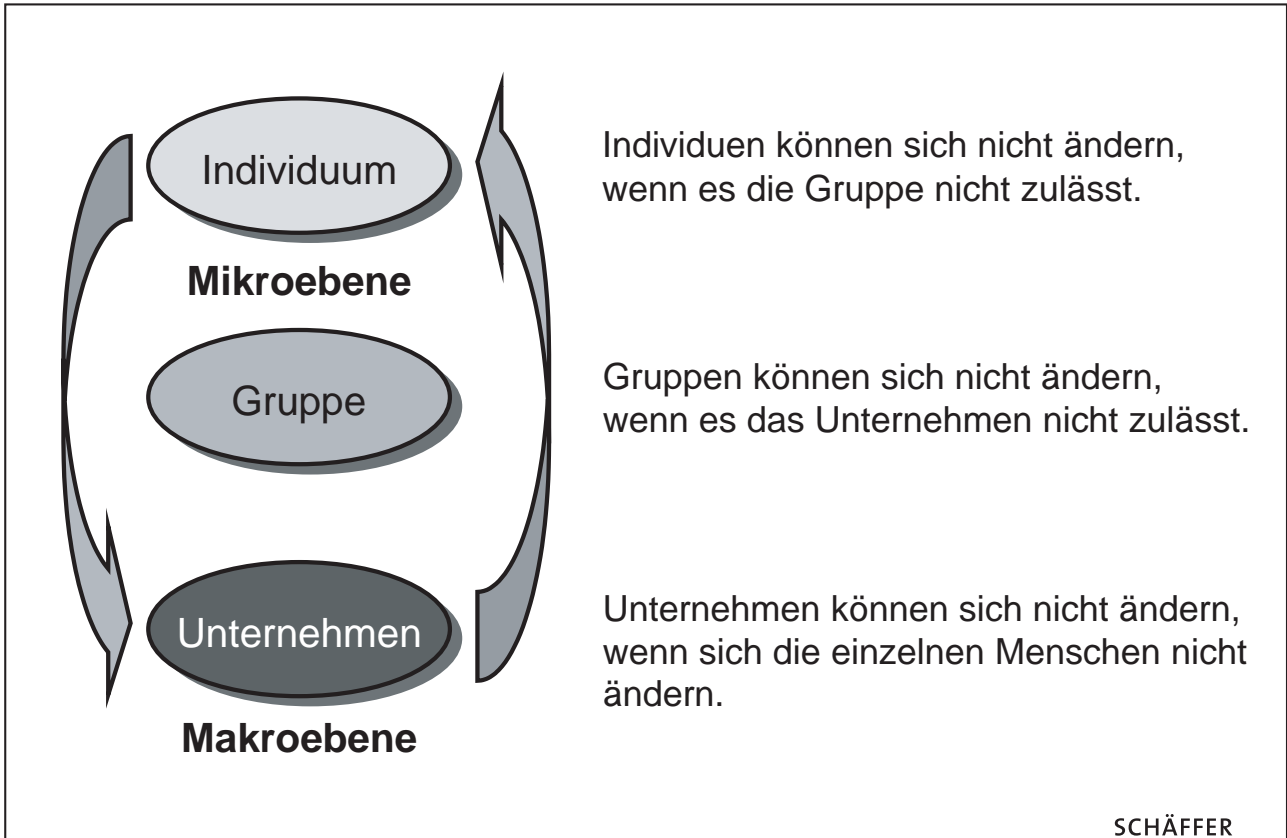 Individuum
Individuen können sich nicht ändern,
wenn es die Gruppe nicht zulässt.
Mikroebene
Gruppe
Gruppen können sich nicht ändern,
wenn es das Unternehmen nicht zulässt.
Unternehmen
Unternehmen können sich nicht ändern,
wenn sich die einzelnen Menschen nicht
ändern.
Makroebene
SCHÄFFER